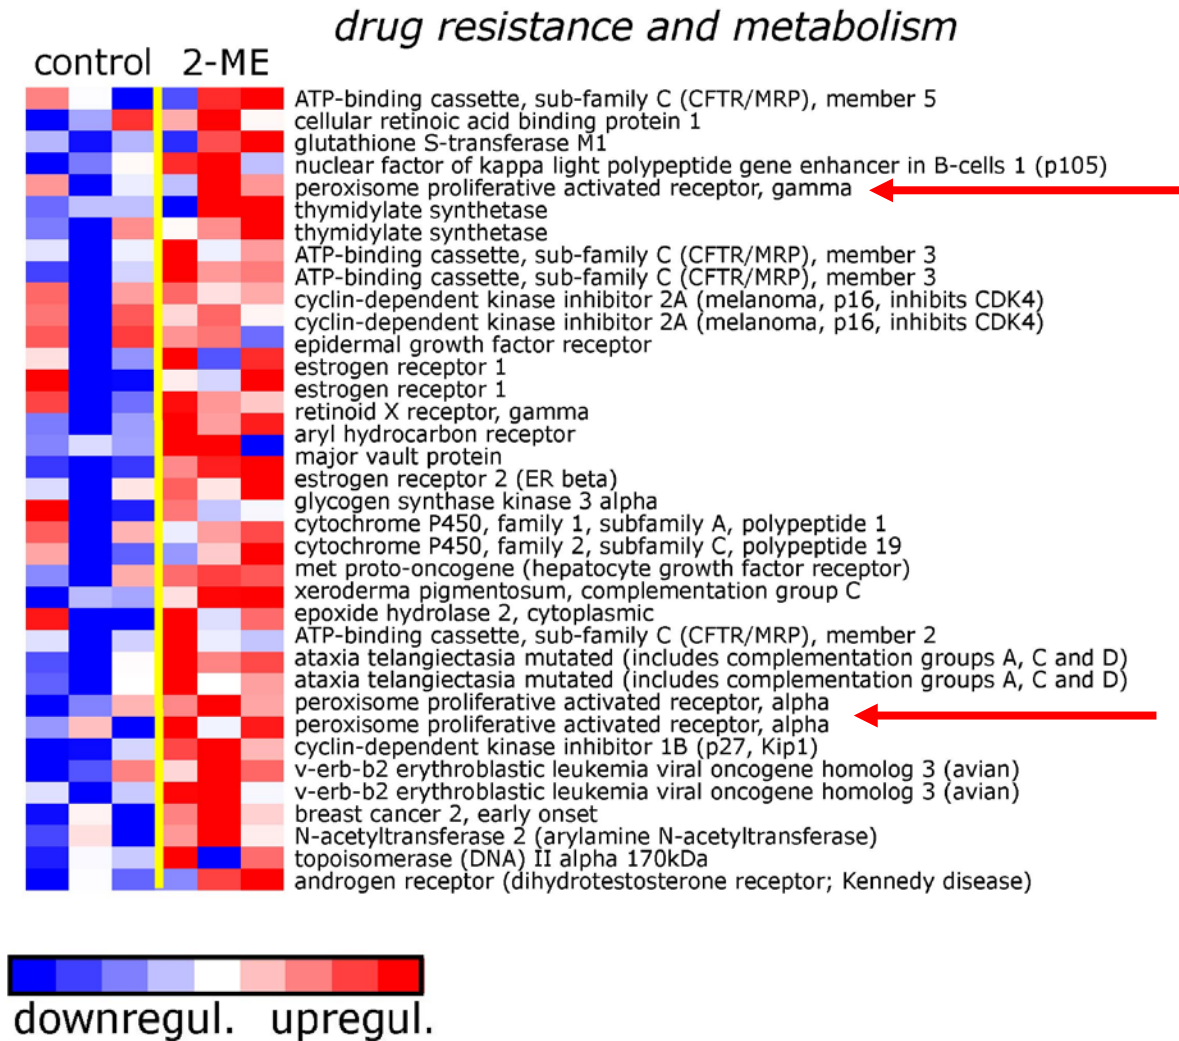 drug resistance and metabolism
control 2-ME
ATP-binding cassette, sub-family C (CFTR/MRP), member 5
cellular retinoic acid binding protein 1
glutathione S-transferase M1
nuclear factor of kappa light polypeptide gene enhancer in B-cells 1 (p105)
peroxisome proliferative activated receptor, gamma
thymidylate synthetase
thymidylate synthetase
ATP-binding cassette, sub-family C (CFTR/MRP), member 3
ATP-binding cassette, sub-family C (CFTR/MRP), member 3
cyclin-dependent kinase inhibitor 2A (melanoma, p16, inhibits CDK4)
cyclin-dependent kinase inhibitor 2A (melanoma, p16, inhibits CDK4)
epidermal growth factor receptor
estrogen receptor 1
estrogen receptor 1
retinoid X receptor, gamma
aryl hydrocarbon receptor
major vault protein
estrogen receptor 2 (ER beta)
glycogen synthase kinase 3 alpha
cytochrome P450, family 1, subfamily A, polypeptide 1
cytochrome P450, family 2, subfamily C, polypeptide 19
met proto-oncogene (hepatocyte growth factor receptor)
xeroderma pigmentosum, complementation group C
epoxide hydrolase 2, cytoplasmic
ATP-binding cassette, sub-family C (CFTR/MRP), member 2
ataxia telangiectasia mutated (includes complementation groups A, C and D)
ataxia telangiectasia mutated (includes complementation groups A, C and D)
peroxisome proliferative activated receptor, alpha
peroxisome proliferative activated receptor, alpha
cyclin-dependent kinase inhibitor 1B (p27, Kip1)
v-erb-b2 erythroblastic leukemia viral oncogene homolog 3 (avian)
v-erb-b2 erythroblastic leukemia viral oncogene homolog 3 (avian)
breast cancer 2, early onset
N-acetyltransferase 2 (arylamine N-acetyltransferase)
topoisomerase (DNA) II alpha 170kDa
androgen receptor (dihydrotestosterone receptor; Kennedy disease)
downregul. upregul.